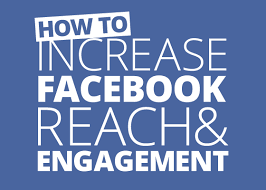 HOW TO
INCREASE
FACEBOOK
REACH&
ENGAGEMENT